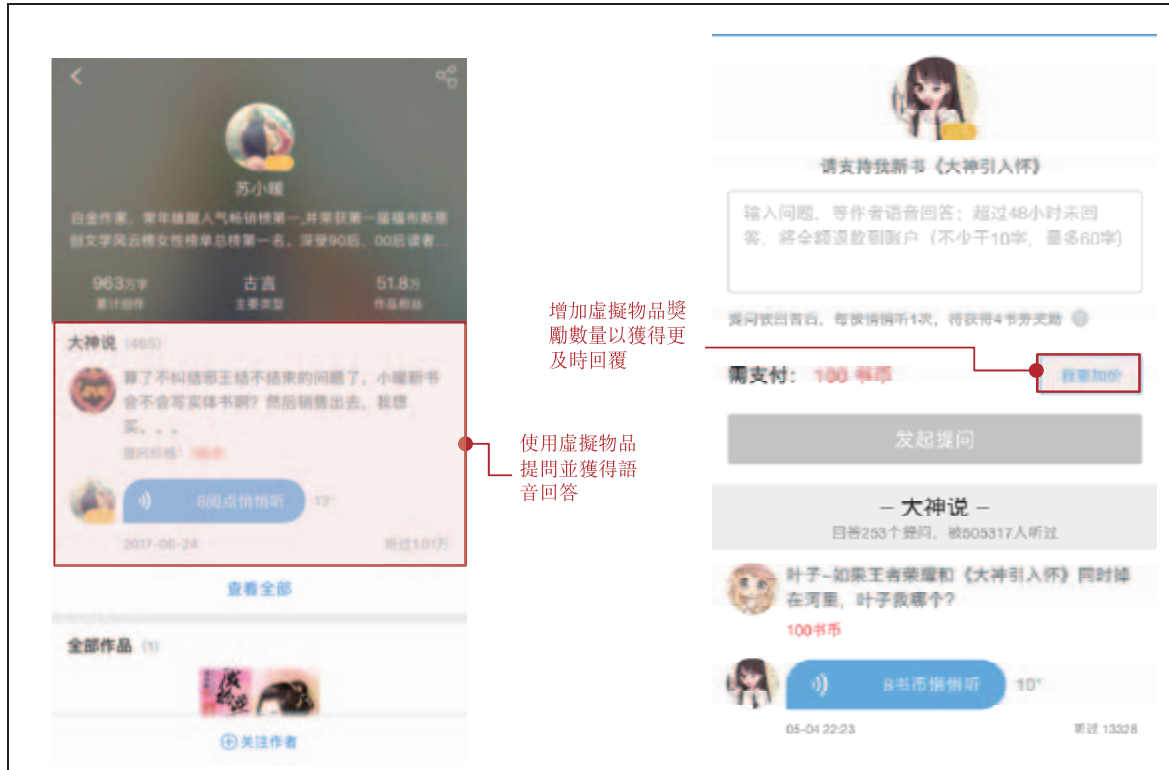 苏小暖
白金作家，常年雄踞人气畅销榜第一,并荣获第一届福布斯原
创文学风云榜女性榜单总榜第一名。深受90后、00后读者...
963万字
古言
51.8万
累计创作
主要类型
作品粉丝
大神说 (465)
算了不纠结邪王结不结束的问题了，小暖新书
会不会写实体书啊？然后销售出去，我想
买。。。
提问价格：
8阅点悄悄听
13"
2017-06-24
听过1.01万
查看全部
全部作品 (1)
关注作者
使用虛擬物品
提問並獲得語
音回答
增加虛擬物品獎
勵數量以獲得更
及時回覆
请支持我新书《大神引入怀》
输入问题，等作者语音回答；超过48小时未回
答，将全额退款到账户（不少于10字，最多60字）
提问被回答后，每被悄悄听1次，将获得4书券奖励
需支付：100 书币
我要加价
发起提问
– 大神说 –
回答253个提问，被505317人听过
叶子~如果王者荣耀和《大神引入怀》同时掉
在河里，叶子救哪个？
100书币
8书币悄悄听
10"
05-04 22:23
听过 13328